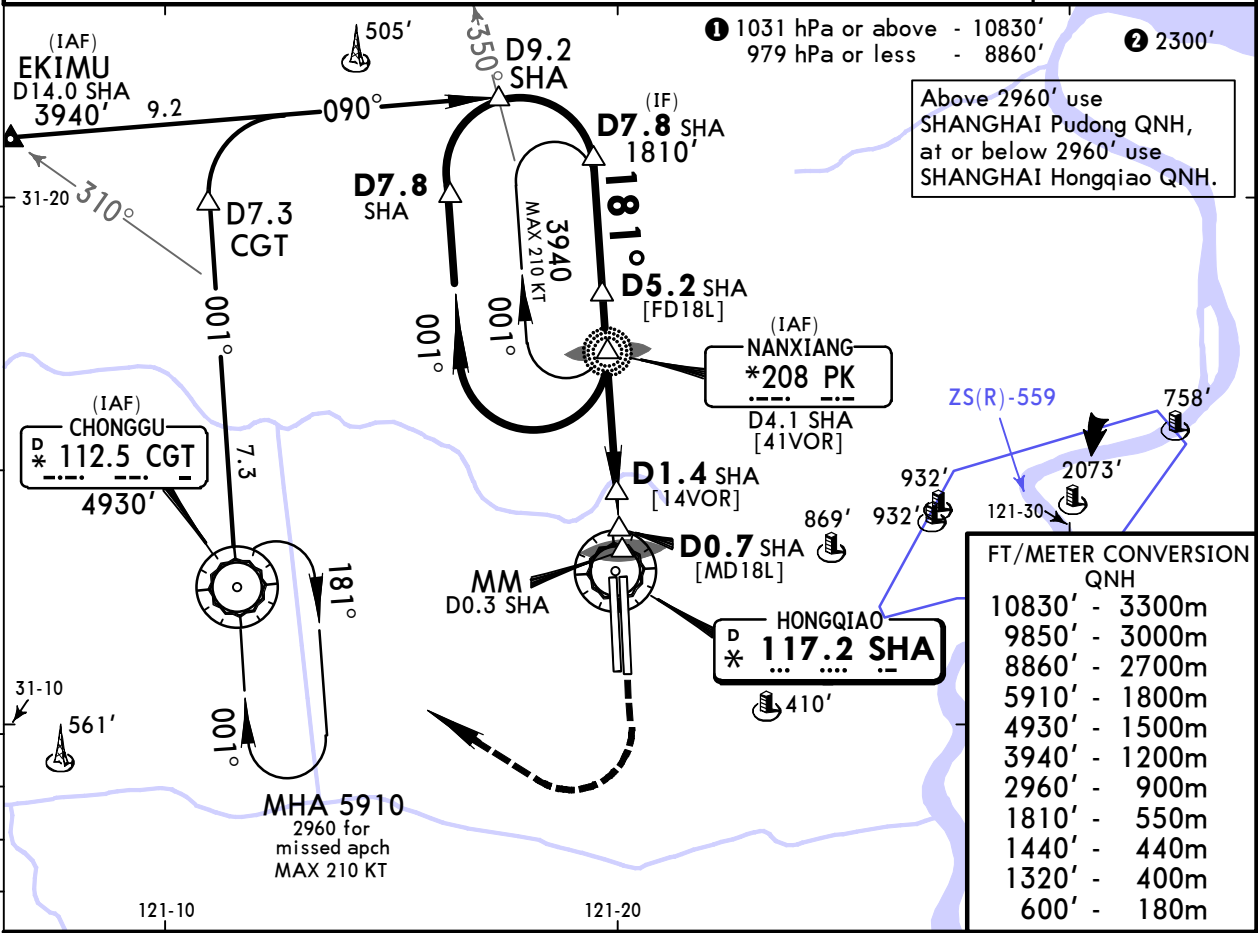 ❶ 1031 hPa or above - 10830'
979 hPa or less - 8860'
❷ 2300'
Above 2960' use
SHANGHAI Pudong QNH,
at or below 2960' use
SHANGHAI Hongqiao QNH.
(IAF)
EKIMU
D14.0 SHA
3940'
9.2
090°
505'
350°
D9.2
SHA
(IF)
D7.8 SHA
1810'
181°
310°
31-20
D7.3
CGT
D7.8
SHA
3940
MAX 210 KT
001°
001°
001°
D5.2 SHA
[FD18L]
(IAF)
NANXIANG
*208 PK
D4.1 SHA
[41VOR]
(IAF)
CHONGGU
D
* 112.5 CGT
4930'
7.3
ZS(R)-559
758'
2073'
932'
932'
121-30
869'
D1.4 SHA
[14VOR]
D0.7 SHA
[MD18L]
MM
D0.3 SHA
181°
HONGQIAO
D
* 117.2 SHA
410'
31-10
561'
001°
MHA 5910
2960 for
missed apch
MAX 210 KT
121-10
121-20
FT/METER CONVERSION
QNH
10830' - 3300m
9850' - 3000m
8860' - 2700m
5910' - 1800m
4930' - 1500m
3940' - 1200m
2960' - 900m
1810' - 550m
1440' - 440m
1320' - 400m
600' - 180m